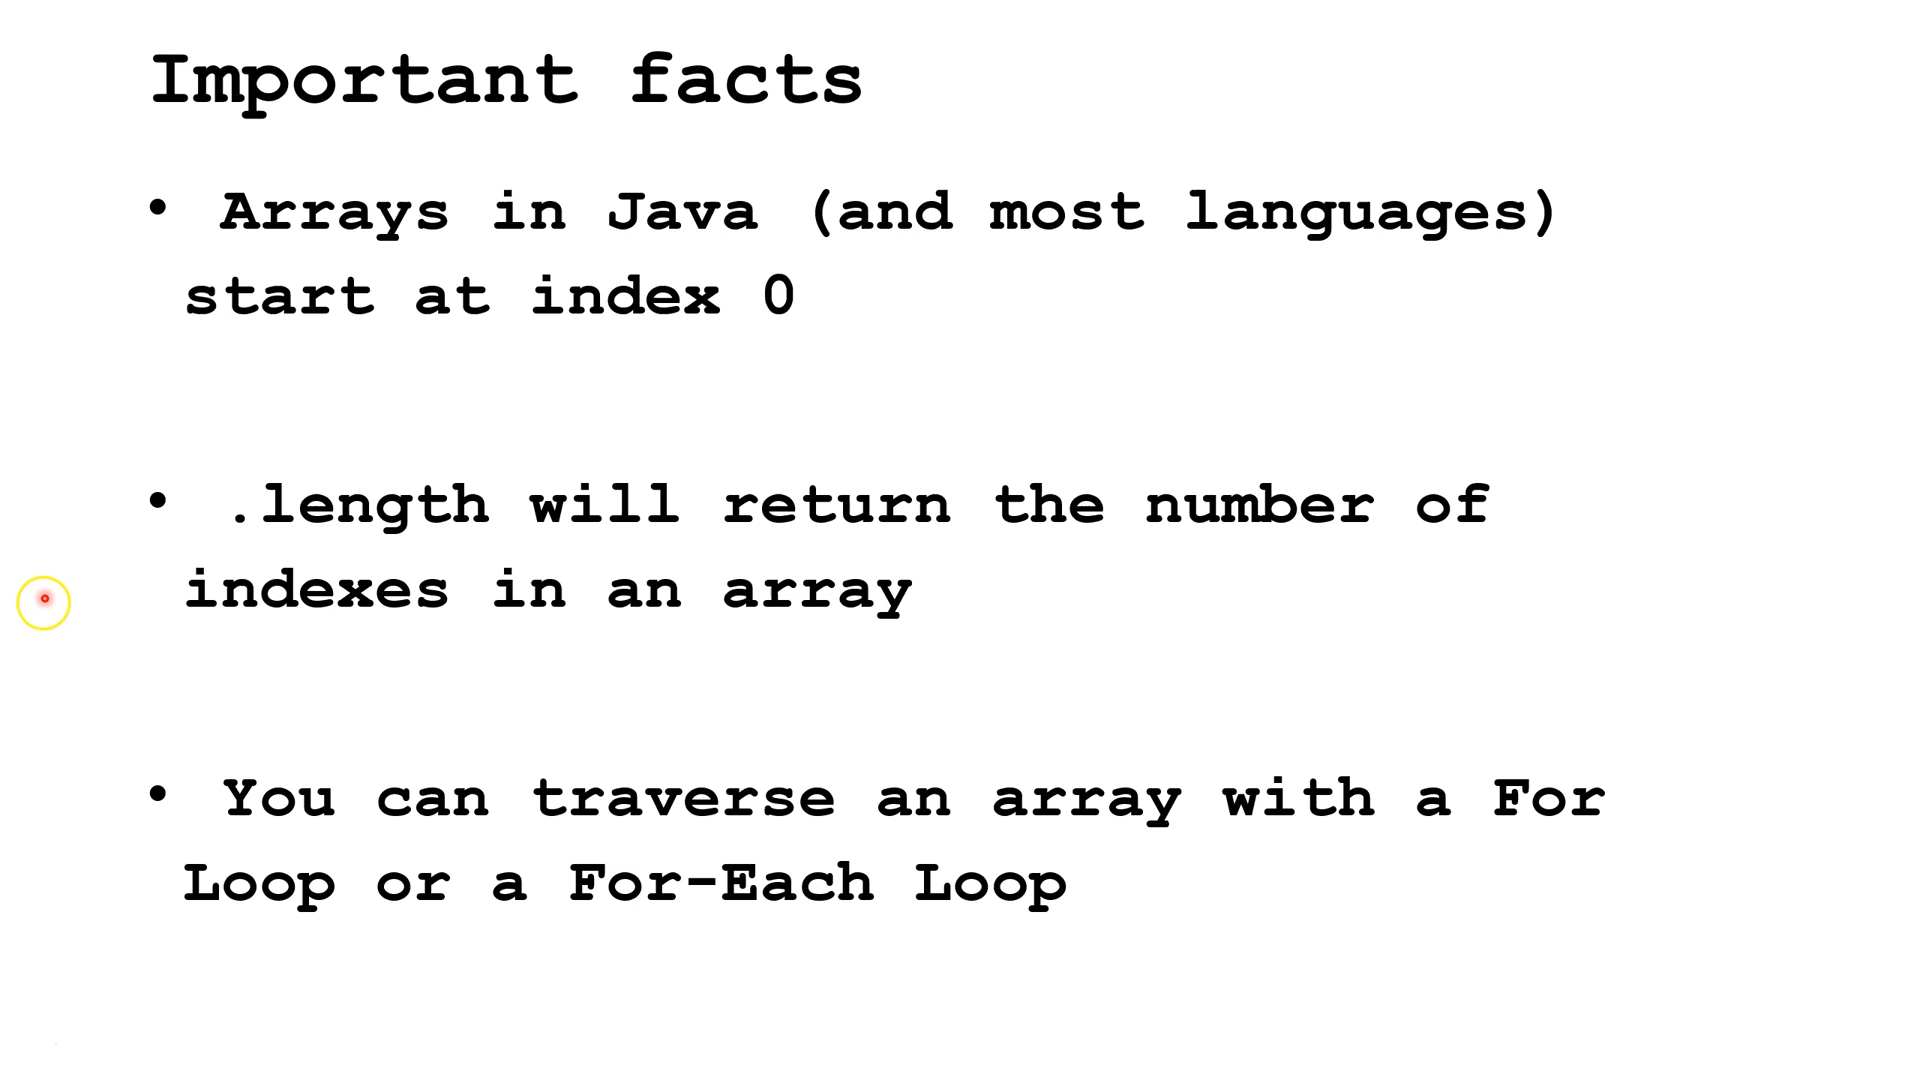 Important facts
• Arrays in Java (and most languages)
start at index 0
• .length will return the number of
indexes in an array
• You can traverse an array with a For
Loop or a For-Each Loop